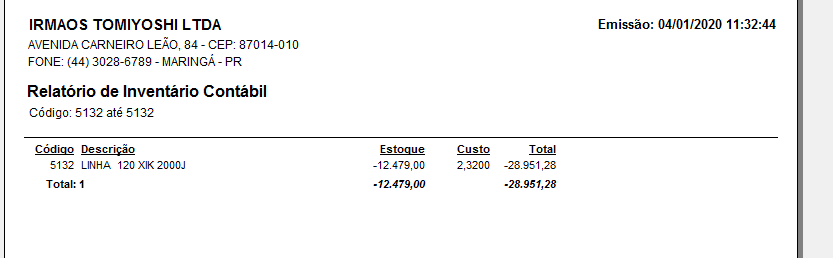 IRMAOS TOMIYOSHI LTDA Emissão: 04/01/2020 11:32:44
AVENIDA CARNEIRO LEÃO, 84 - CEP: 87014-010
FONE: (44) 3028-6789 - MARINGÁ - PR
Relatório de Inventário Contábil
Código: 5132 até 5132
Código Descrição Estoque Custo Total
5132 LINHA 120 XIK 2000J -12.479,00 2,3200 -28.951,28
Total: 1 -12.479,00 -28.951,28